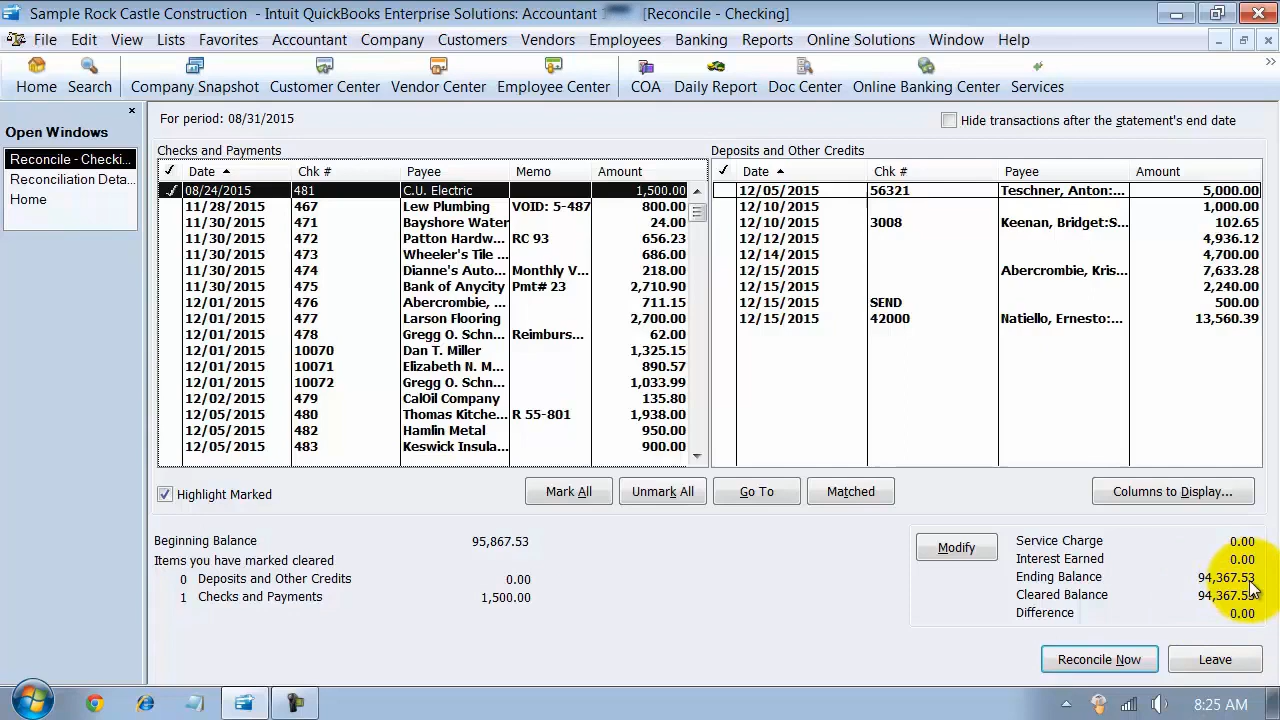 Sample Rock Castle Construction - Intuit QuickBooks Enterprise Solutions: Accountant [Reconcile - Checking]
File Edit View Lists Favorites Accountant Company Customers Vendors Employees Banking Reports Online Solutions Window Help
Home Search Company Snapshot Customer Center Vendor Center Employee Center COA Daily Report Doc Center Online Banking Center Services
Open Windows
Reconcile - Checki...
Reconciliation Deta...
Home
For period: 08/31/2015
Hide transactions after the statement's end date
Checks and Payments
Date Chk # Payee Memo Amount
08/24/2015 481 C.U. Electric 1,500.00
11/28/2015 467 Lew Plumbing VOID: 5-487 800.00
11/30/2015 471 Bayshore Water 24.00
11/30/2015 472 Patton Hardw... RC 93 656.23
11/30/2015 473 Wheeler's Tile ... 686.00
11/30/2015 474 Dianne's Auto... Monthly V... 218.00
11/30/2015 475 Bank of Anycity Pmt# 23 2,710.90
12/01/2015 476 Abercrombie, ... 711.15
12/01/2015 477 Larson Flooring 2,700.00
12/01/2015 478 Gregg O. Schn... Reimburs... 62.00
12/01/2015 10070 Dan T. Miller 1,325.15
12/01/2015 10071 Elizabeth N. M... 890.57
12/01/2015 10072 Gregg O. Schn... 1,033.99
12/02/2015 479 CalOil Company 135.80
12/05/2015 480 Thomas Kitche... R 55-801 1,938.00
12/05/2015 482 Hamlin Metal 950.00
12/05/2015 483 Keswick Insula... 900.00
Deposits and Other Credits
Date Chk # Payee Amount
12/05/2015 56321 Teschner, Anton:... 5,000.00
12/10/2015 1,000.00
12/10/2015 3008 Keenan, Bridget:S... 102.65
12/12/2015 4,936.12
12/14/2015 4,700.00
12/15/2015 Abercrombie, Kris... 7,633.28
12/15/2015 2,240.00
12/15/2015 SEND 500.00
12/15/2015 42000 Natiello, Ernesto:... 13,560.39
Highlight Marked
Mark All Unmark All Go To Matched Columns to Display...
Beginning Balance 95,867.53
Items you have marked cleared
0 Deposits and Other Credits 0.00
1 Checks and Payments 1,500.00
Modify
Service Charge 0.00
Interest Earned 0.00
Ending Balance 94,367.53
Cleared Balance 94,367.53
Difference 0.00
Reconcile Now Leave
8:25 AM